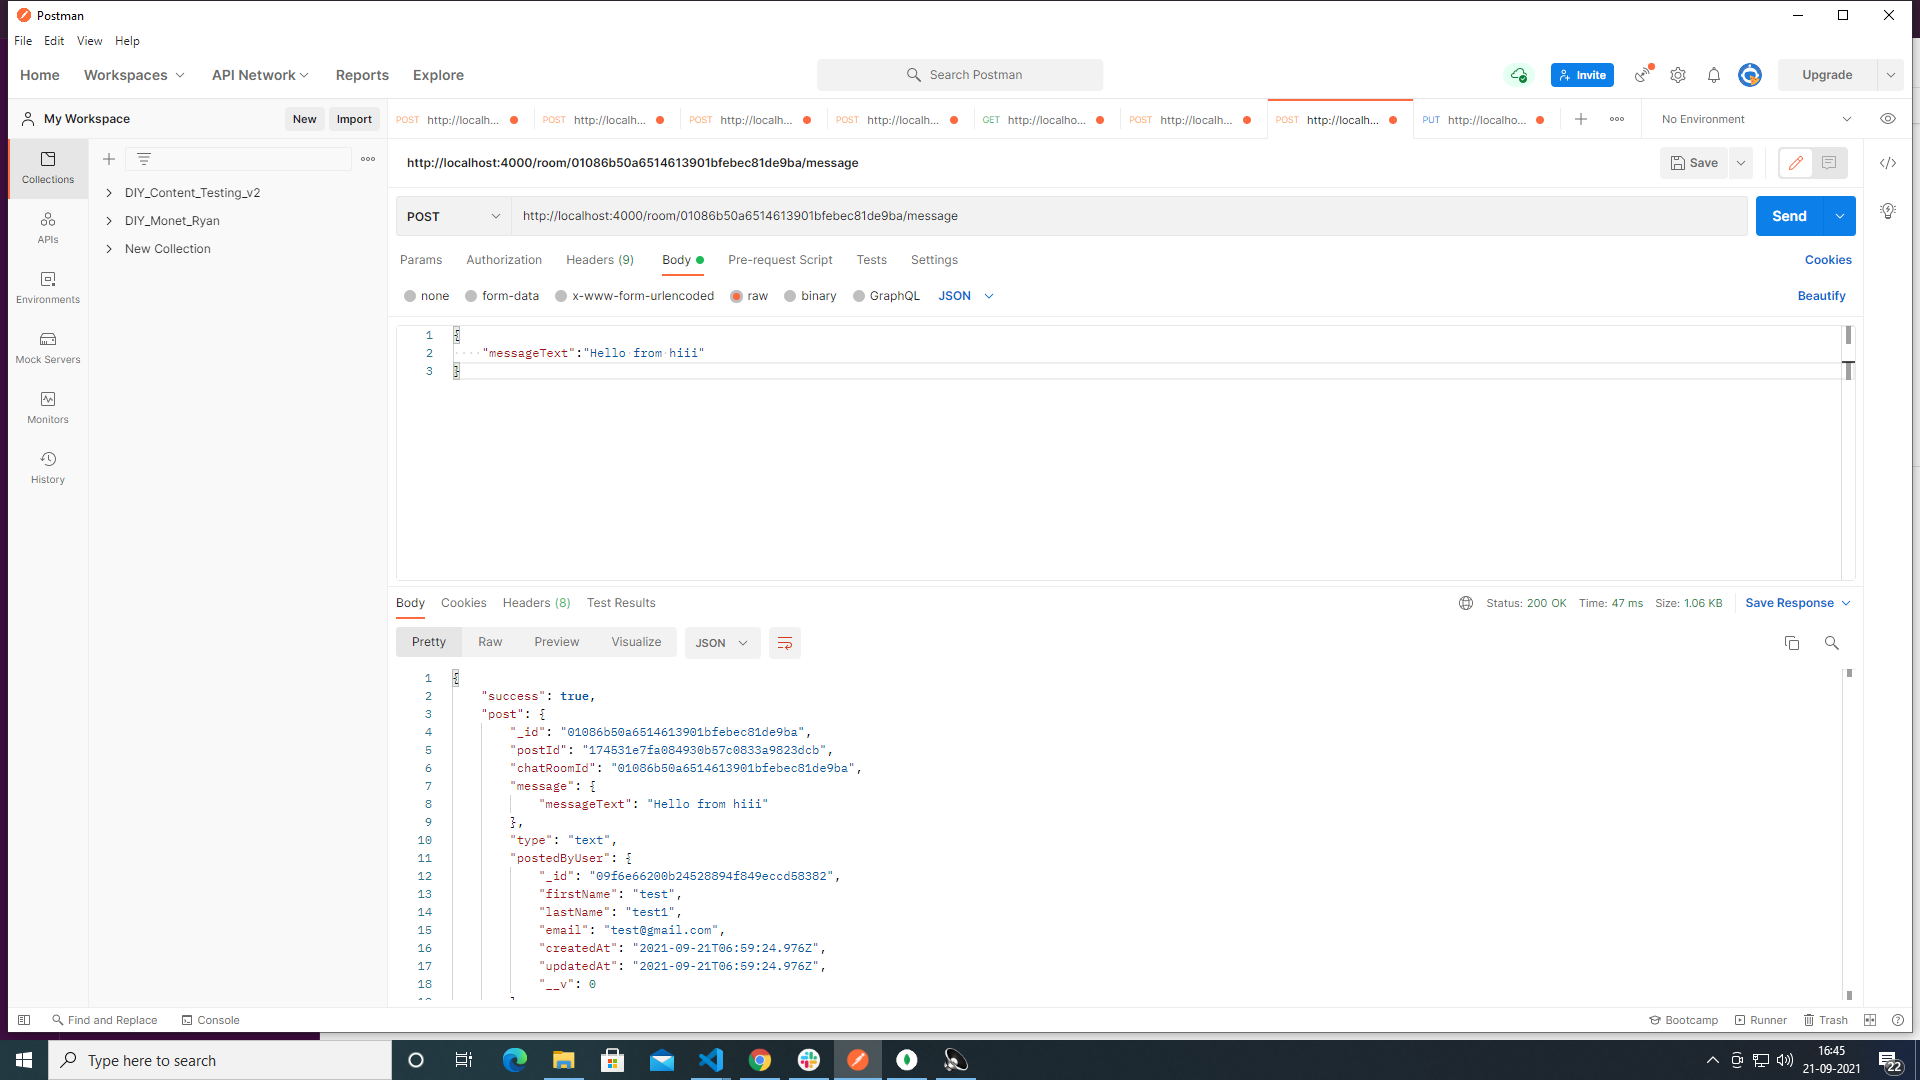 Postman
File Edit View Help
Home Workspaces API Network Reports Explore Search Postman Invite Upgrade
My Workspace New Import
POST http://localh... POST http://localh... POST http://localh... POST http://localh... GET http://localho... POST http://localh... POST http://localh... PUT http://localho... No Environment
Collections
APIs
Environments
Mock Servers
Monitors
History
DIY_Content_Testing_v2
DIY_Monet_Ryan
New Collection
http://localhost:4000/room/01086b50a6514613901bfebec81de9ba/message Save
POST http://localhost:4000/room/01086b50a6514613901bfebec81de9ba/message Send
Params Authorization Headers (9) Body Pre-request Script Tests Settings Cookies
none form-data x-www-form-urlencoded raw binary GraphQL JSON Beautify
1 {
2 "messageText":"Hello from hiii"
3 }
Body Cookies Headers (8) Test Results Status: 200 OK Time: 47 ms Size: 1.06 KB Save Response
Pretty Raw Preview Visualize JSON
1 {
2 "success": true,
3 "post": {
4 "_id": "01086b50a6514613901bfebec81de9ba",
5 "postId": "174531e7fa084930b57c0833a9823dcb",
6 "chatRoomId": "01086b50a6514613901bfebec81de9ba",
7 "message": {
8 "messageText": "Hello from hiii"
9 },
10 "type": "text",
11 "postedByUser": {
12 "_id": "09f6e66200b24528894f849eccd58382",
13 "firstName": "test",
14 "lastName": "test1",
15 "email": "test@gmail.com",
16 "createdAt": "2021-09-21T06:59:24.976Z",
17 "updatedAt": "2021-09-21T06:59:24.976Z",
18 "__v": 0
Find and Replace Console Bootcamp Runner Trash
Type here to search
16:45
21-09-2021
22